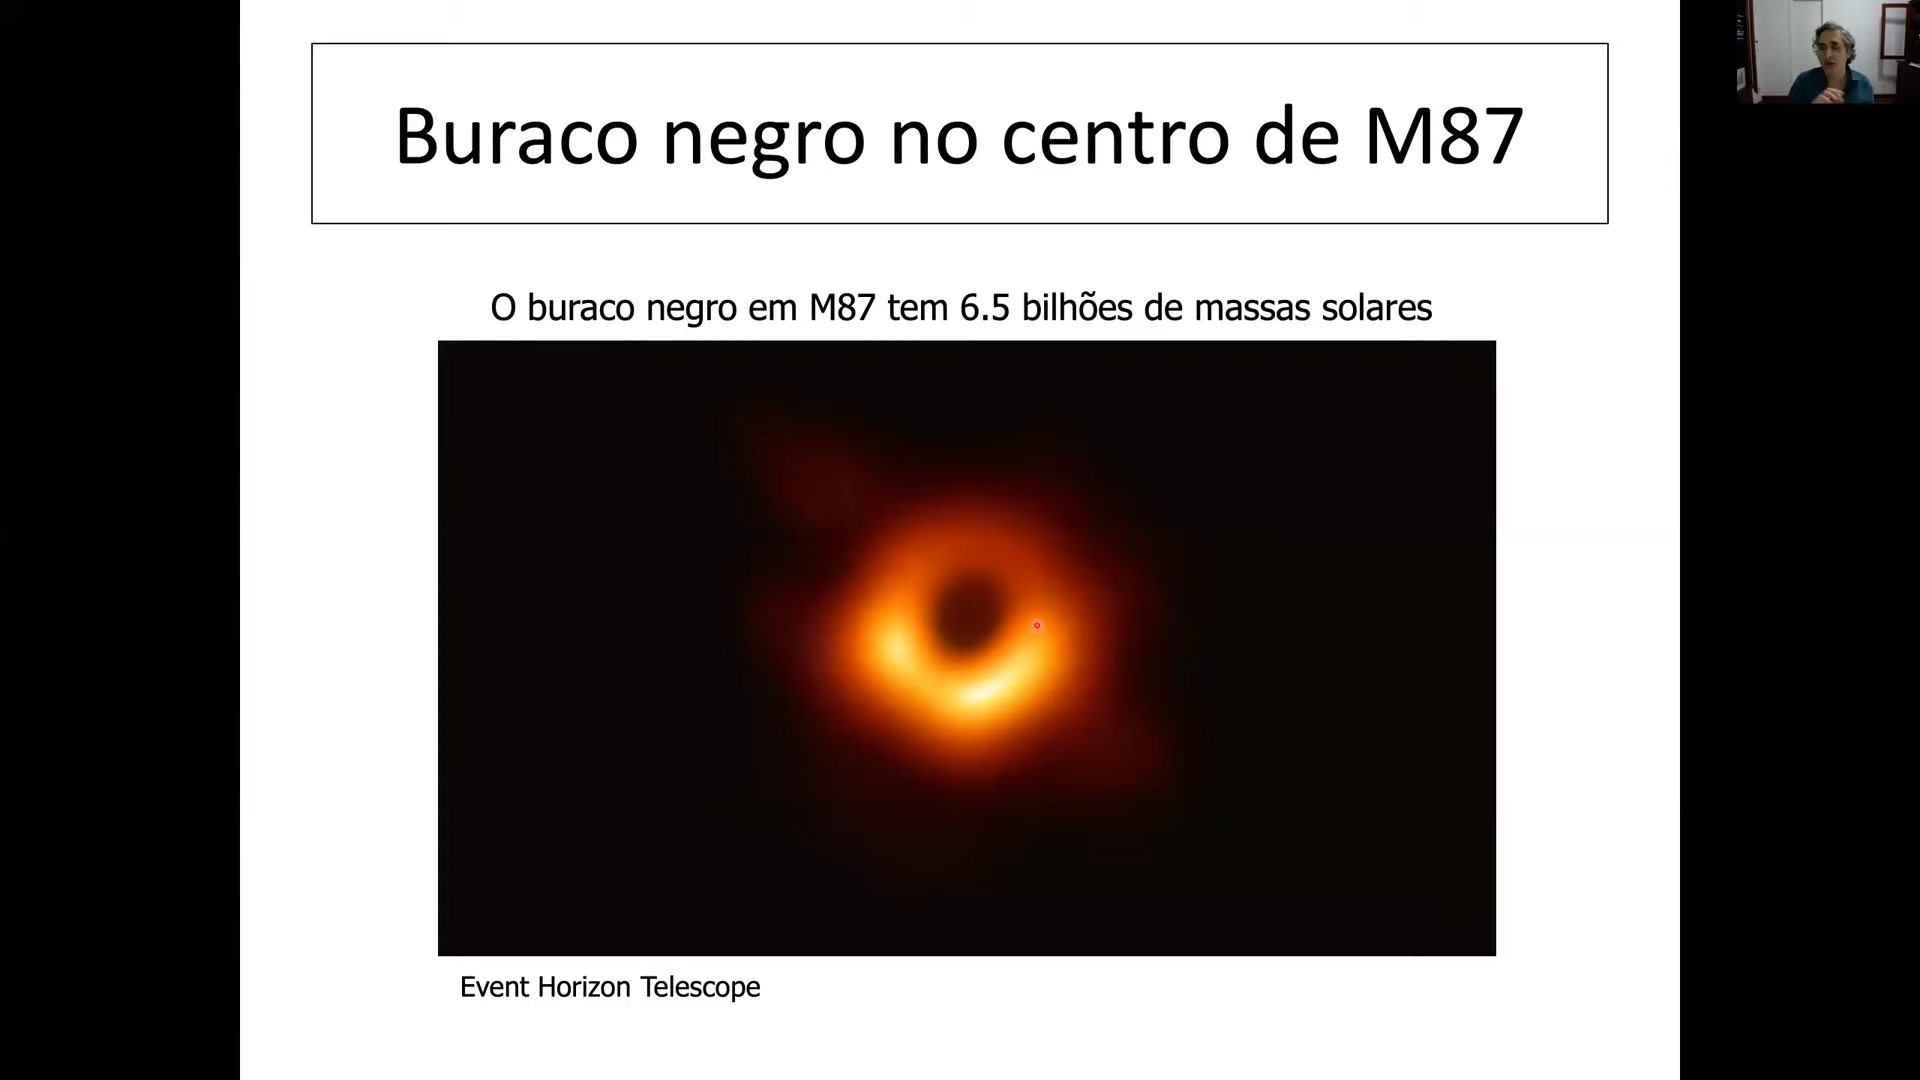 Buraco negro no centro de M87
O buraco negro em M87 tem 6.5 bilhões de massas solares
Event Horizon Telescope